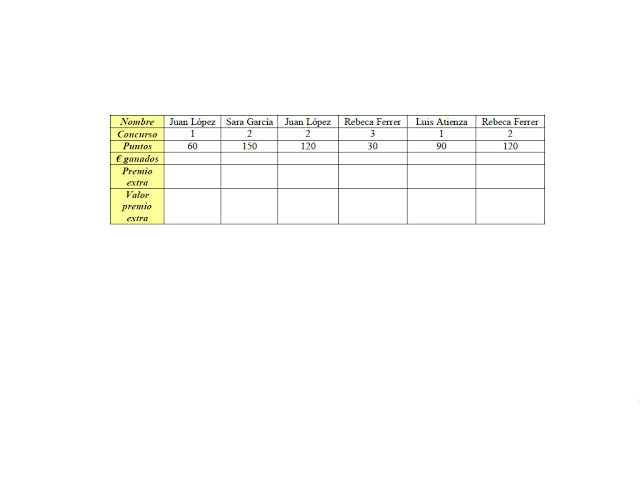 Nombre Juan López Sara García Juan López Rebeca Ferrer Luis Atienza Rebeca Ferrer
Concurso 1 2 2 3 1 2
Puntos 60 150 120 30 90 120
€ ganados
Premio
extra
Valor
premio
extra